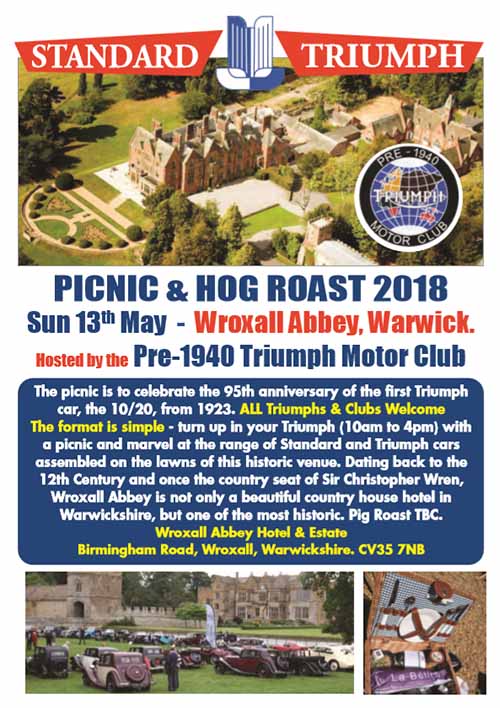 STANDARD TRIUMPH
PRE - 1940
TRIUMPH
MOTOR CLUB
PICNIC & HOG ROAST 2018
Sun 13th May - Wroxall Abbey, Warwick.
Hosted by the Pre-1940 Triumph Motor Club
The picnic is to celebrate the 95th anniversary of the first Triumph
car, the 10/20, from 1923. ALL Triumphs & Clubs Welcome
The format is simple - turn up in your Triumph (10am to 4pm) with
a picnic and marvel at the range of Standard and Triumph cars
assembled on the lawns of this historic venue. Dating back to the
12th Century and once the country seat of Sir Christopher Wren,
Wroxall Abbey is not only a beautiful country house hotel in
Warwickshire, but one of the most historic. Pig Roast TBC.
Wroxall Abbey Hotel & Estate
Birmingham Road, Wroxall, Warwickshire. CV35 7NB